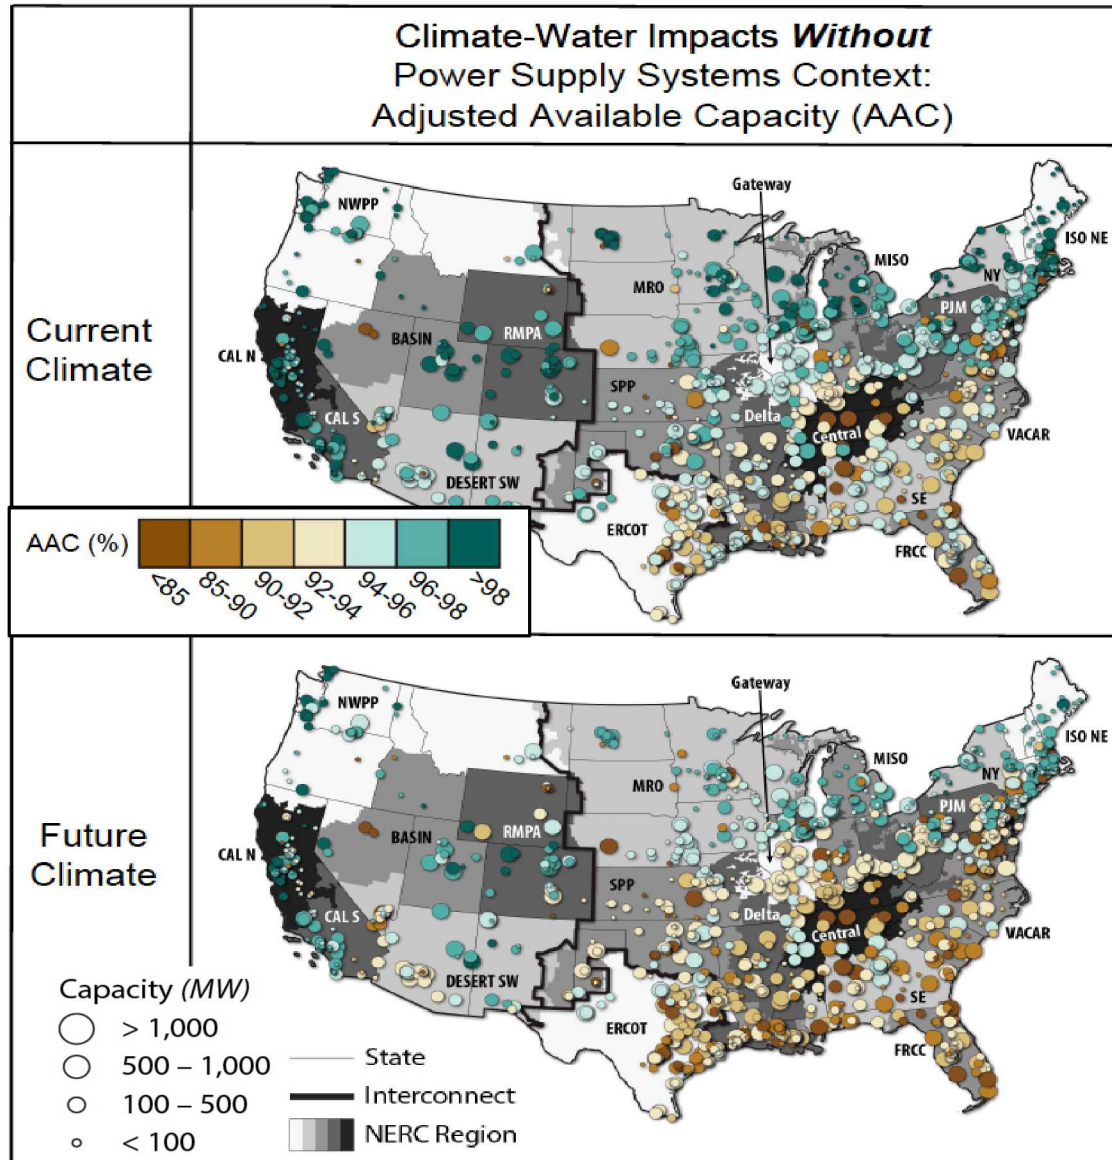 Climate-Water Impacts Without
Power Supply Systems Context:
Adjusted Available Capacity (AAC)
Current
Climate
Gateway
NWPP
ISO NE
MISO
NY
MRO
PJM
BASIN
RMPA
CAL N
SPP
CAL S
Delta
VACAR
Central
DESERT SW
SE
ERCOT
FRCC
AAC (%)
<85
85-90
90-92
92-94
94-96
96-98
>98
Future
Climate
Gateway
NWPP
ISO NE
MISO
NY
MRO
PJM
BASIN
RMPA
CAL N
SPP
CAL S
Delta
VACAR
Central
DESERT SW
SE
ERCOT
FRCC
Capacity (MW)
> 1,000
500 – 1,000
100 – 500
< 100
State
Interconnect
NERC Region